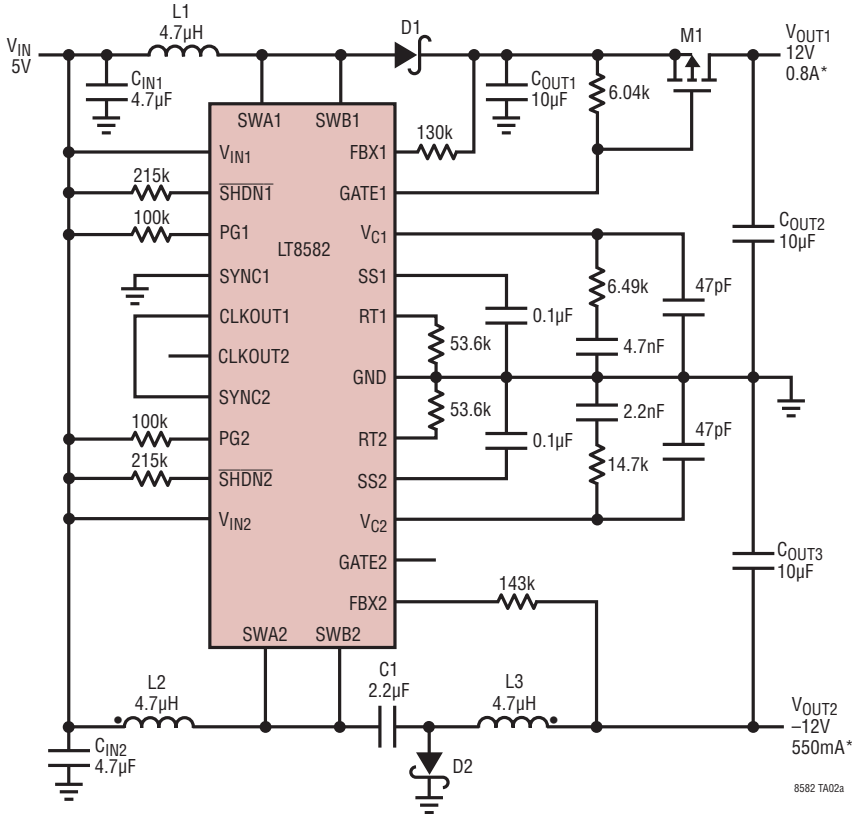 L1
4.7µH
D1
M1
VIN
5V
VOUT1
12V
0.8A*
CIN1
4.7µF
COUT1
10µF
6.04k
SWA1
SWB1
VIN1
FBX1
130k
215k
SHDN1
GATE1
100k
PG1
LT8582
VC1
COUT2
10µF
SYNC1
SS1
6.49k
47pF
CLKOUT1
RT1
0.1µF
53.6k
4.7nF
CLKOUT2
GND
SYNC2
53.6k
2.2nF
100k
PG2
RT2
0.1µF
47pF
215k
SHDN2
SS2
14.7k
VIN2
VC2
GATE2
COUT3
10µF
FBX2
143k
SWA2
SWB2
L2
4.7µH
C1
2.2µF
L3
4.7µH
VOUT2
–12V
550mA*
CIN2
4.7µF
D2
8582 TA02a